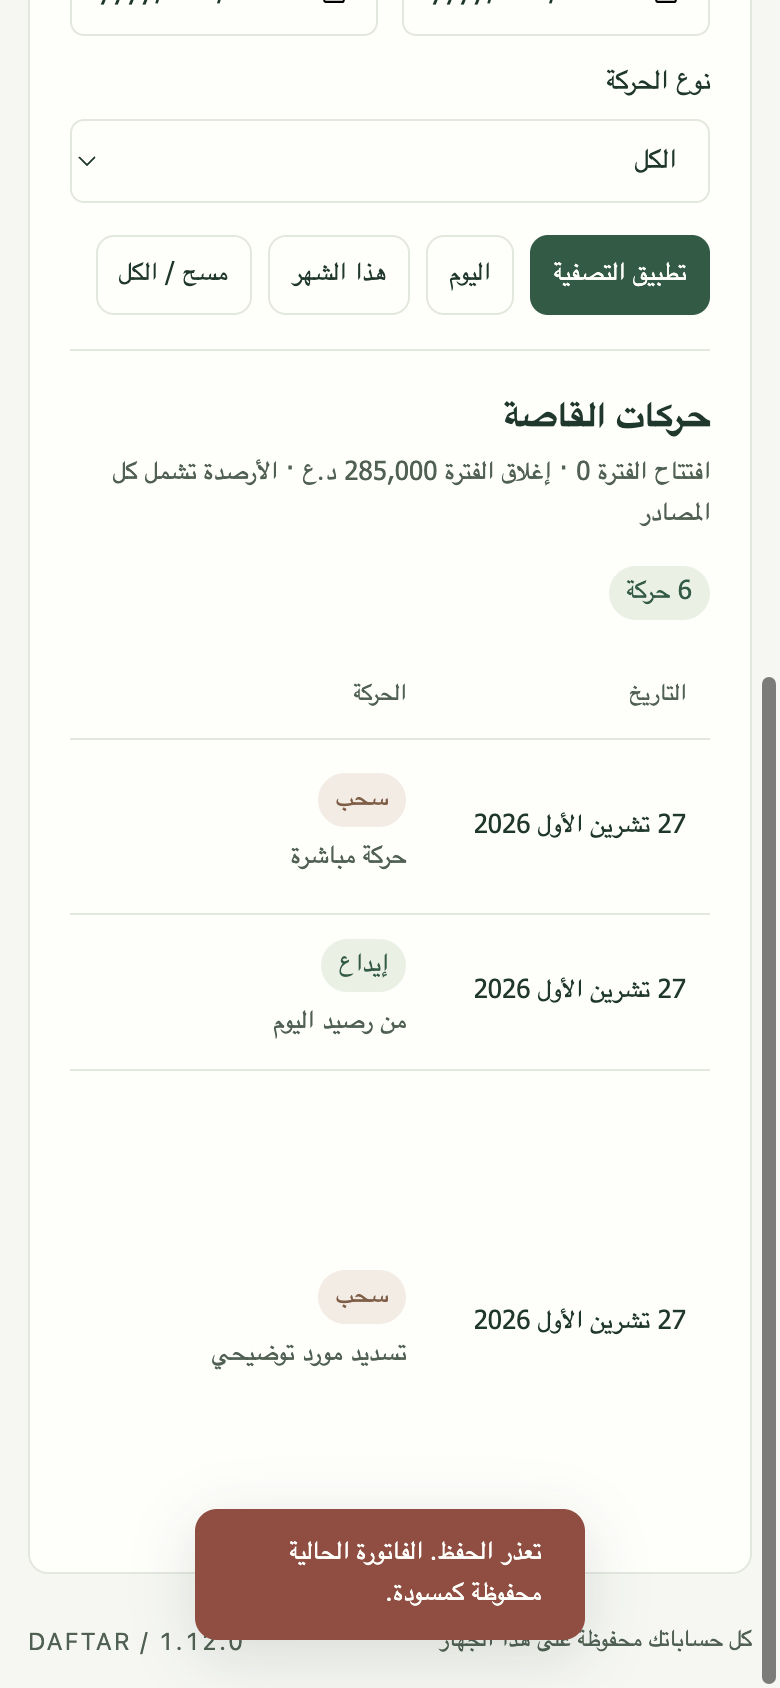 نوع الحركة
الكل
تطبيق التصفية
اليوم
هذا الشهر
مسح / الكل
حركات القاصة
افتتاح الفترة 0 · إغلاق الفترة 285,000 د.ع · الأرصدة تشمل كل
المصادر
6 حركة
التاريخ
الحركة
27 تشرين الأول 2026
سحب
حركة مباشرة
27 تشرين الأول 2026
إيداع
من رصيد اليوم
27 تشرين الأول 2026
سحب
تسديد مورد توضيحي
تعذر الحفظ. الفاتورة الحالية
محفوظة كمسودة.
كل حساباتك محفوظة على هذا الجهاز
DAFTAR / 1.12.0